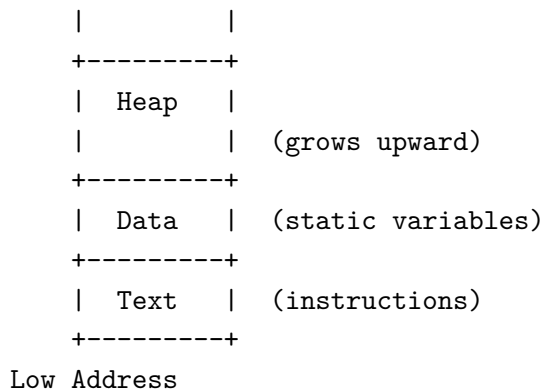 |         |
+---------+
|  Heap   |
|         |  (grows upward)
+---------+
|  Data   |  (static variables)
+---------+
|  Text   |  (instructions)
+---------+
Low Address